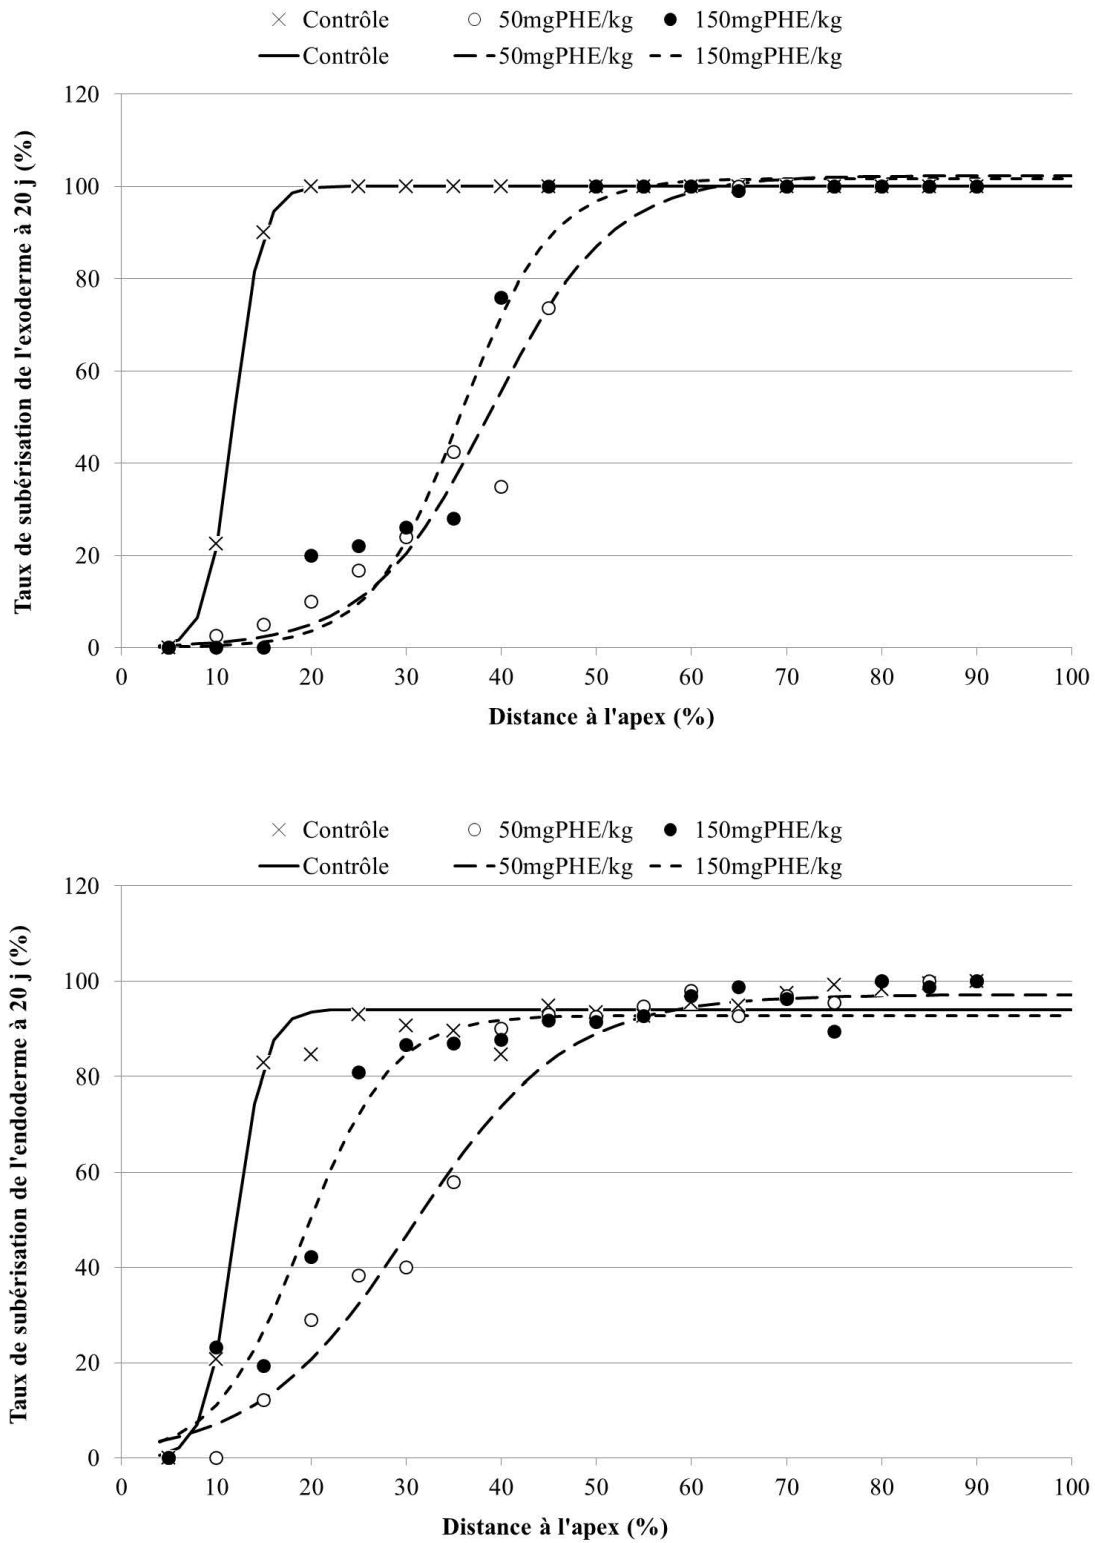 Contrôle 50mgPHE/kg 150mgPHE/kg
Contrôle 50mgPHE/kg 150mgPHE/kg
Taux de subérisation de l'exoderme à 20 j (%)
120
100
80
60
40
20
0
0 10 20 30 40 50 60 70 80 90 100
Distance à l'apex (%)
Contrôle 50mgPHE/kg 150mgPHE/kg
Contrôle 50mgPHE/kg 150mgPHE/kg
Taux de subérisation de l'endoderme à 20 j (%)
120
100
80
60
40
20
0
0 10 20 30 40 50 60 70 80 90 100
Distance à l'apex (%)